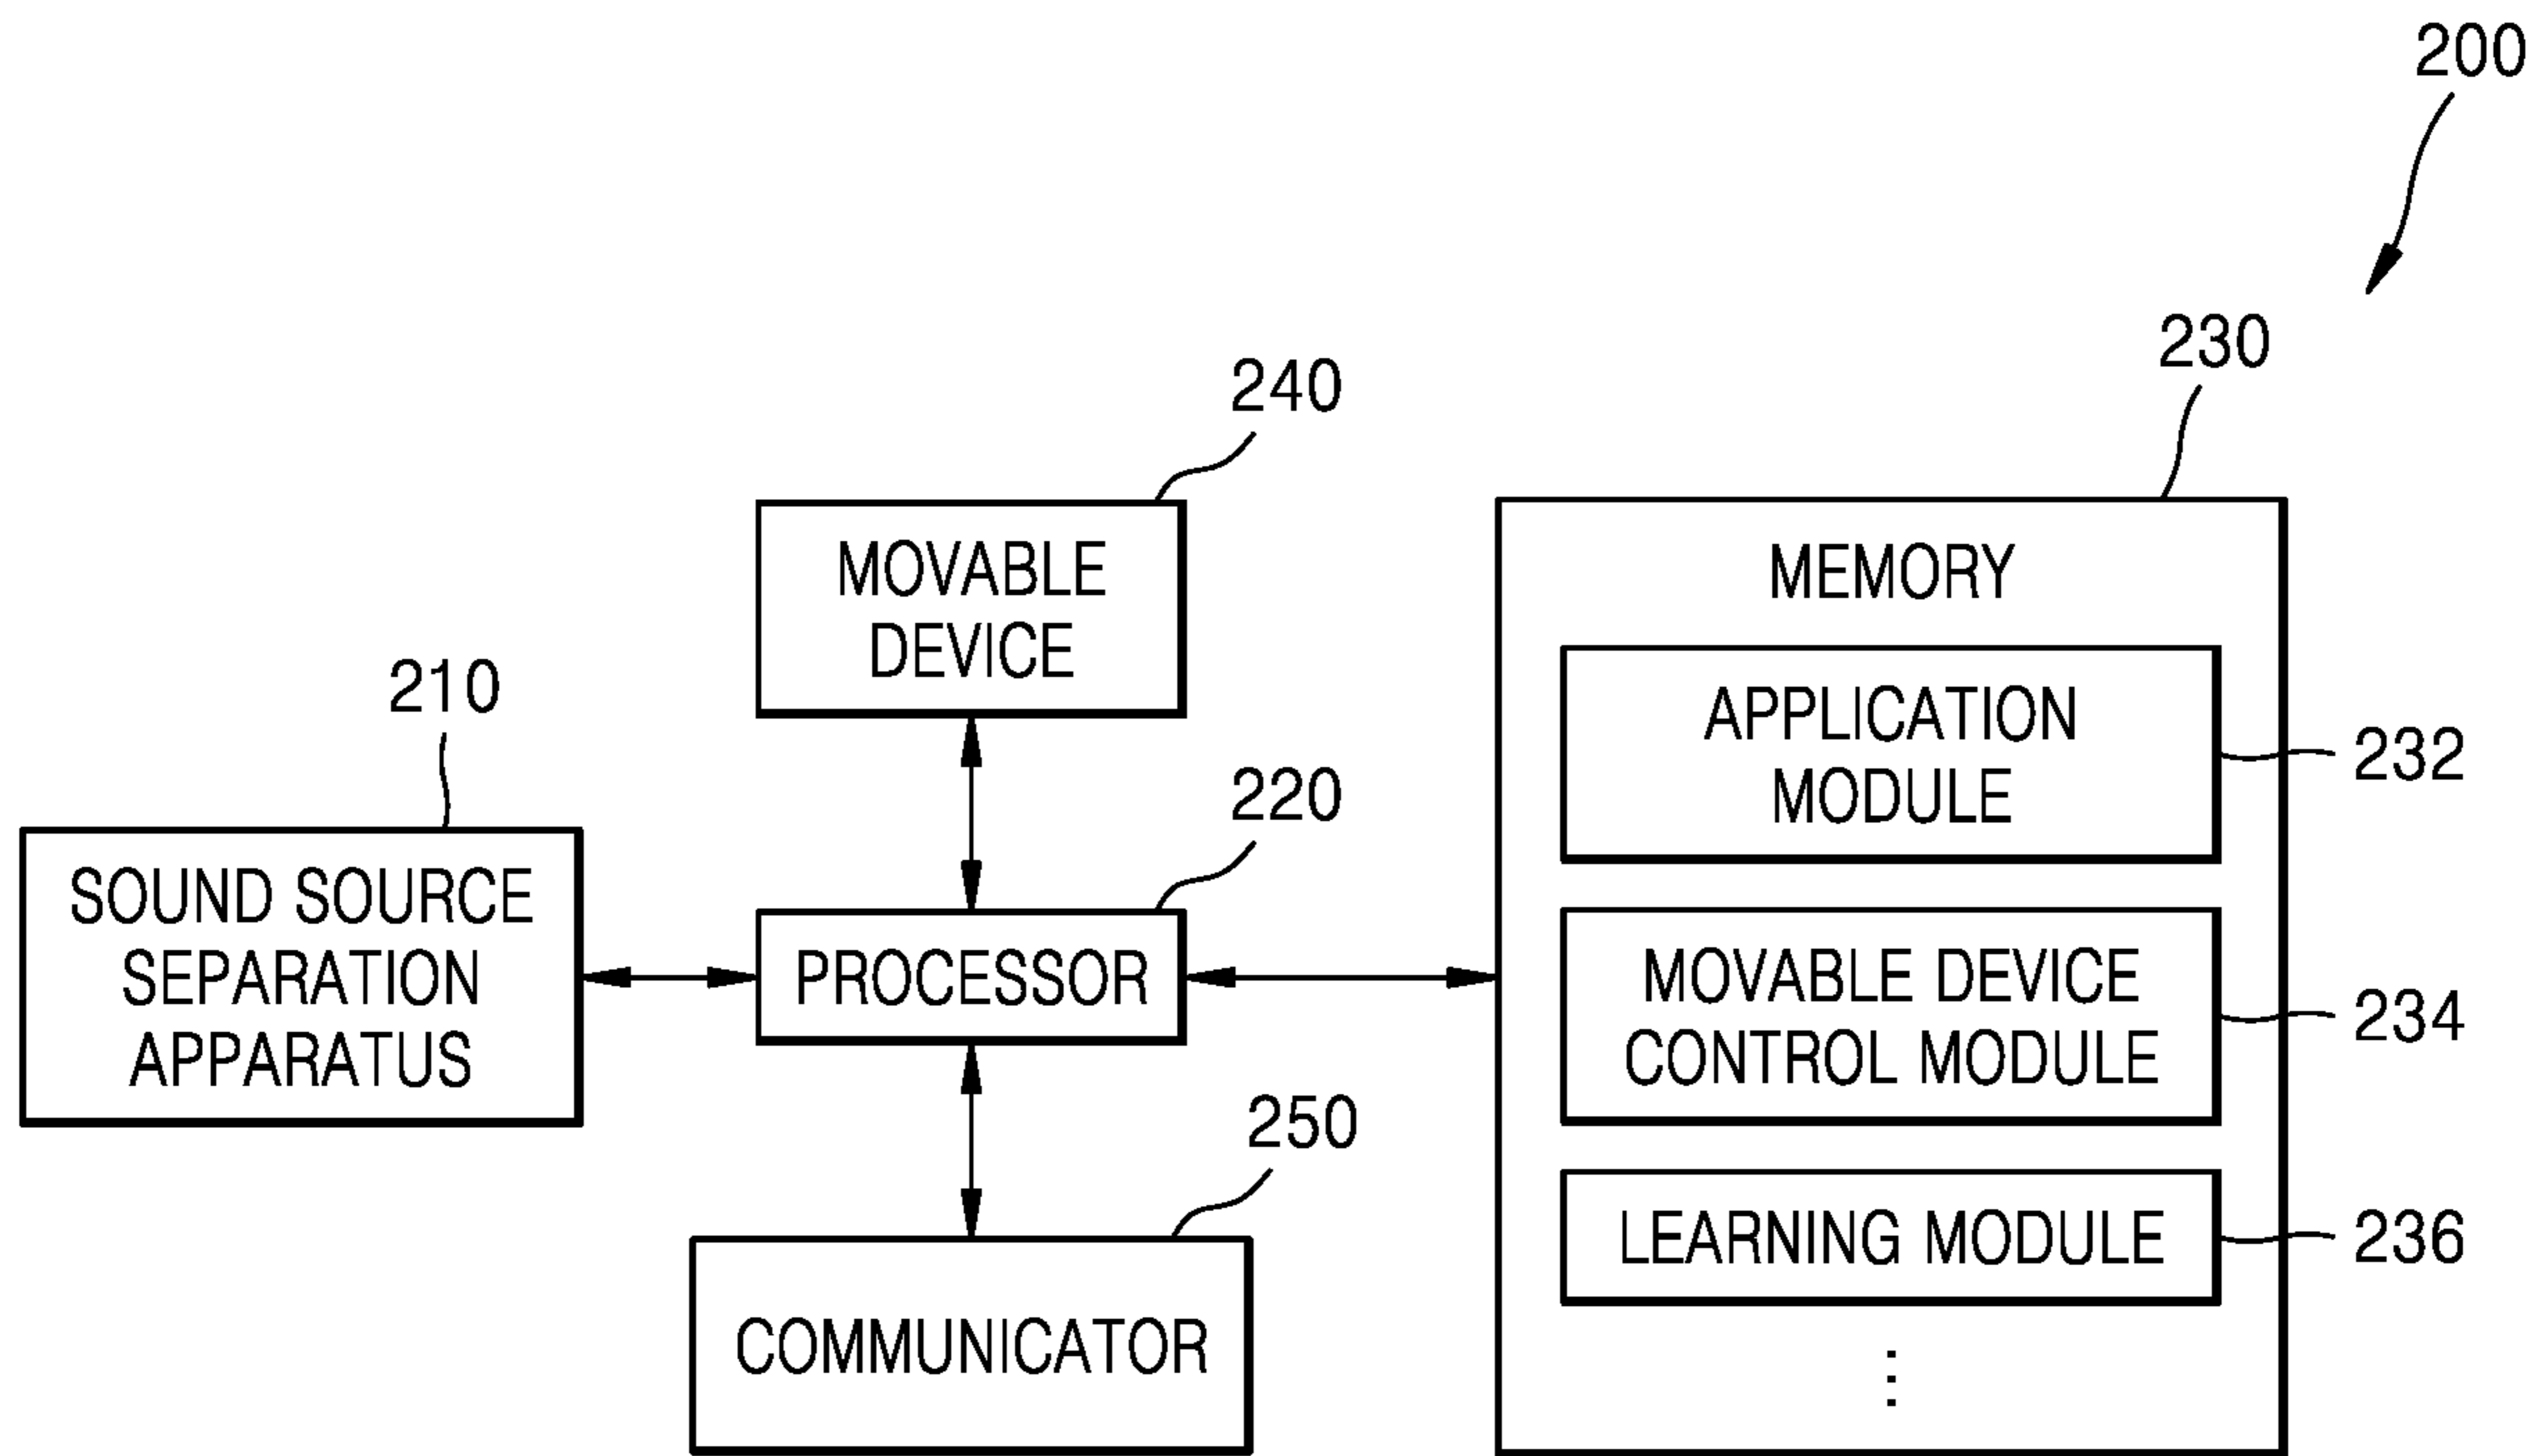 200
230
240
MOVABLE
DEVICE
MEMORY
210
APPLICATION
MODULE
232
220
SOUND SOURCE
SEPARATION
APPARATUS
PROCESSOR
MOVABLE DEVICE
CONTROL MODULE
234
250
LEARNING MODULE
236
COMMUNICATOR
⋮